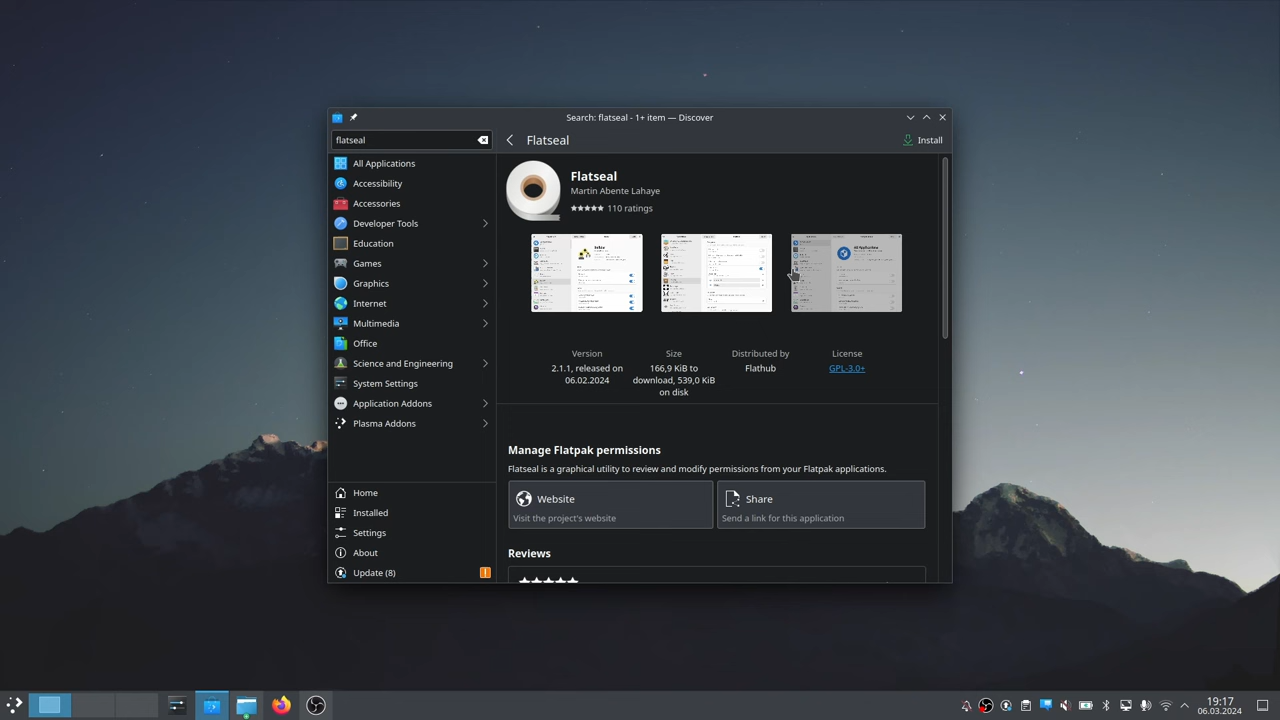 Search: flatseal - 1+ item — Discover
flatseal
Flatseal
Install
All Applications
Accessibility
Accessories
Developer Tools
Education
Games
Graphics
Internet
Multimedia
Office
Science and Engineering
System Settings
Application Addons
Plasma Addons
Home
Installed
Settings
About
Update (8)
Flatseal
Martin Abente Lahaye
110 ratings
Version
2.1.1, released on
06.02.2024
Size
166,9 KiB to
download, 539,0 KiB
on disk
Distributed by
Flathub
License
GPL-3.0+
Manage Flatpak permissions
Flatseal is a graphical utility to review and modify permissions from your Flatpak applications.
Website
Visit the project's website
Share
Send a link for this application
Reviews
19:17
06.03.2024